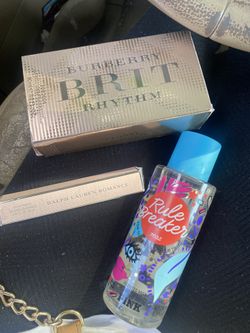 BURBERRY
BRIT
RHYTHM
RALPH LAUREN ROMANCE
Rule
Breaker
PINK